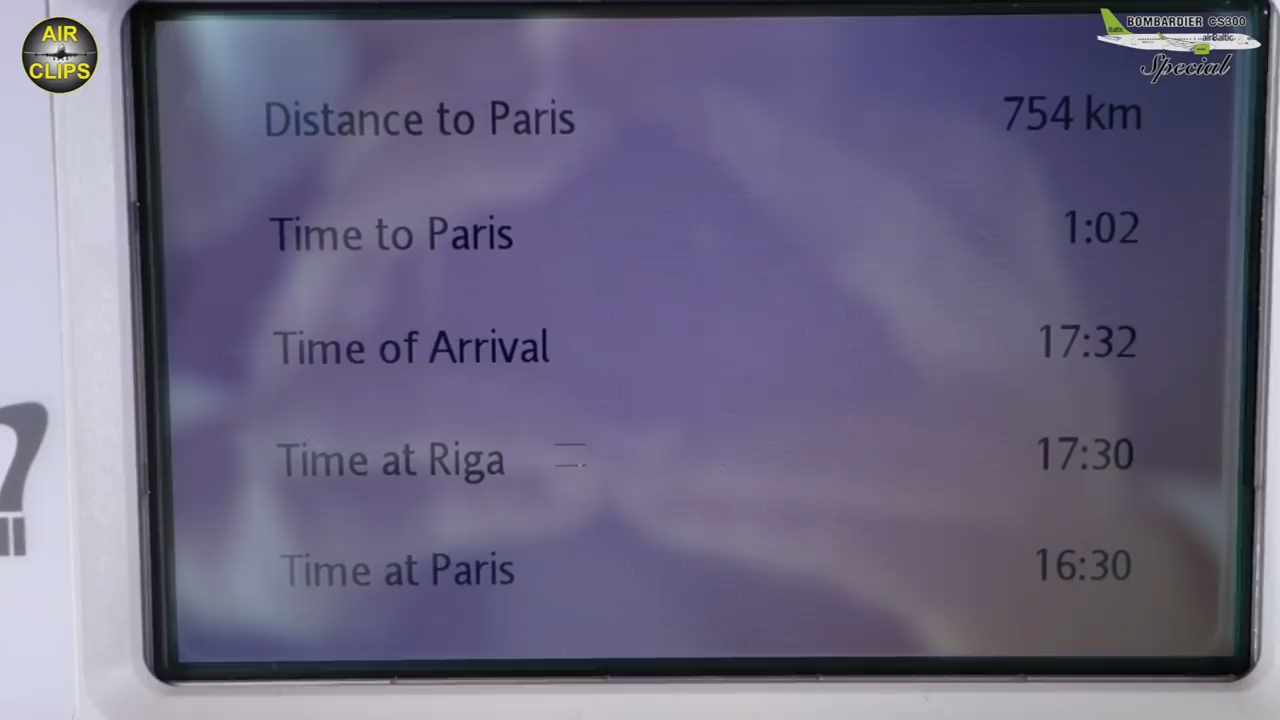 AIR
CLIPS
BOMBARDIER CS300
airBaltic
Baltic
Special
Distance to Paris 754 km
Time to Paris 1:02
Time of Arrival 17:32
Time at Riga 17:30
Time at Paris 16:30